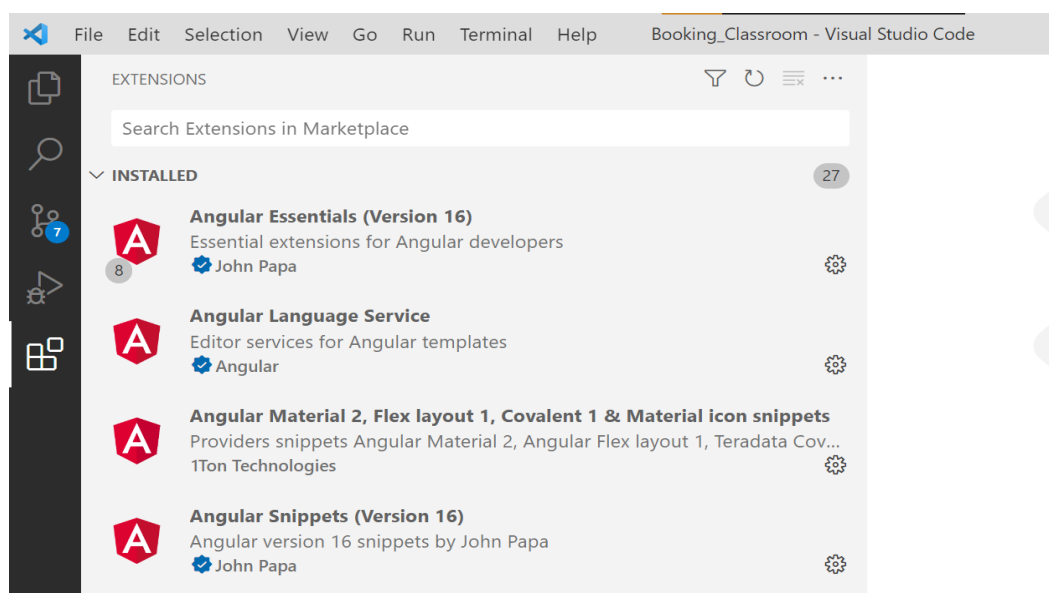 File Edit Selection View Go Run Terminal Help Booking_Classroom - Visual Studio Code
EXTENSIONS
Search Extensions in Marketplace
INSTALLED 27
Angular Essentials (Version 16)
Essential extensions for Angular developers
8
John Papa
7
Angular Language Service
Editor services for Angular templates
Angular
Angular Material 2, Flex layout 1, Covalent 1 & Material icon snippets
Providers snippets Angular Material 2, Angular Flex layout 1, Teradata Cov...
1Ton Technologies
Angular Snippets (Version 16)
Angular version 16 snippets by John Papa
John Papa